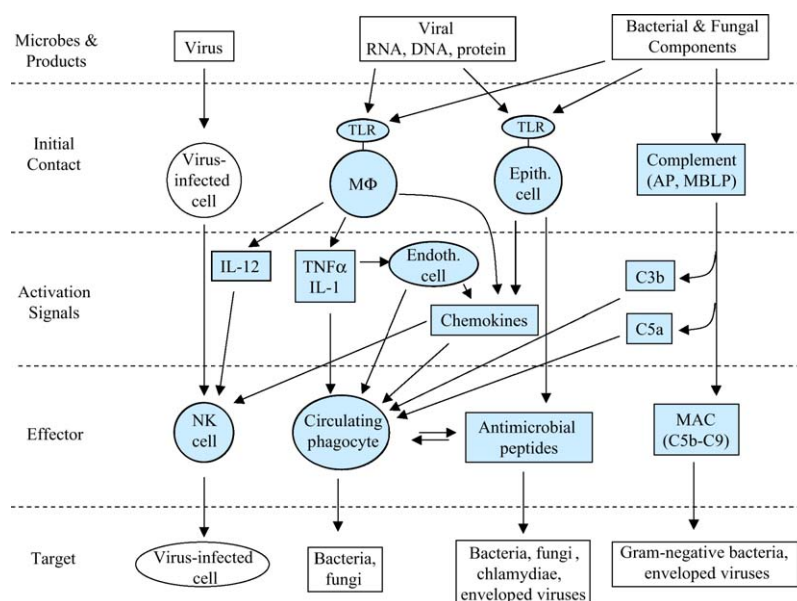 Microbes &
Products
Virus
Viral
RNA, DNA, protein
Bacterial & Fungal
Components
Initial
Contact
Virus-
infected
cell
TLR
MΦ
TLR
Epith.
cell
Complement
(AP, MBLP)
Activation
Signals
IL-12
TNFα
IL-1
Endoth.
cell
Chemokines
C3b
C5a
Effector
NK
cell
Circulating
phagocyte
Antimicrobial
peptides
MAC
(C5b-C9)
Target
Virus-infected
cell
Bacteria,
fungi
Bacteria, fungi ,
chlamydiae,
enveloped viruses
Gram-negative bacteria,
enveloped viruses